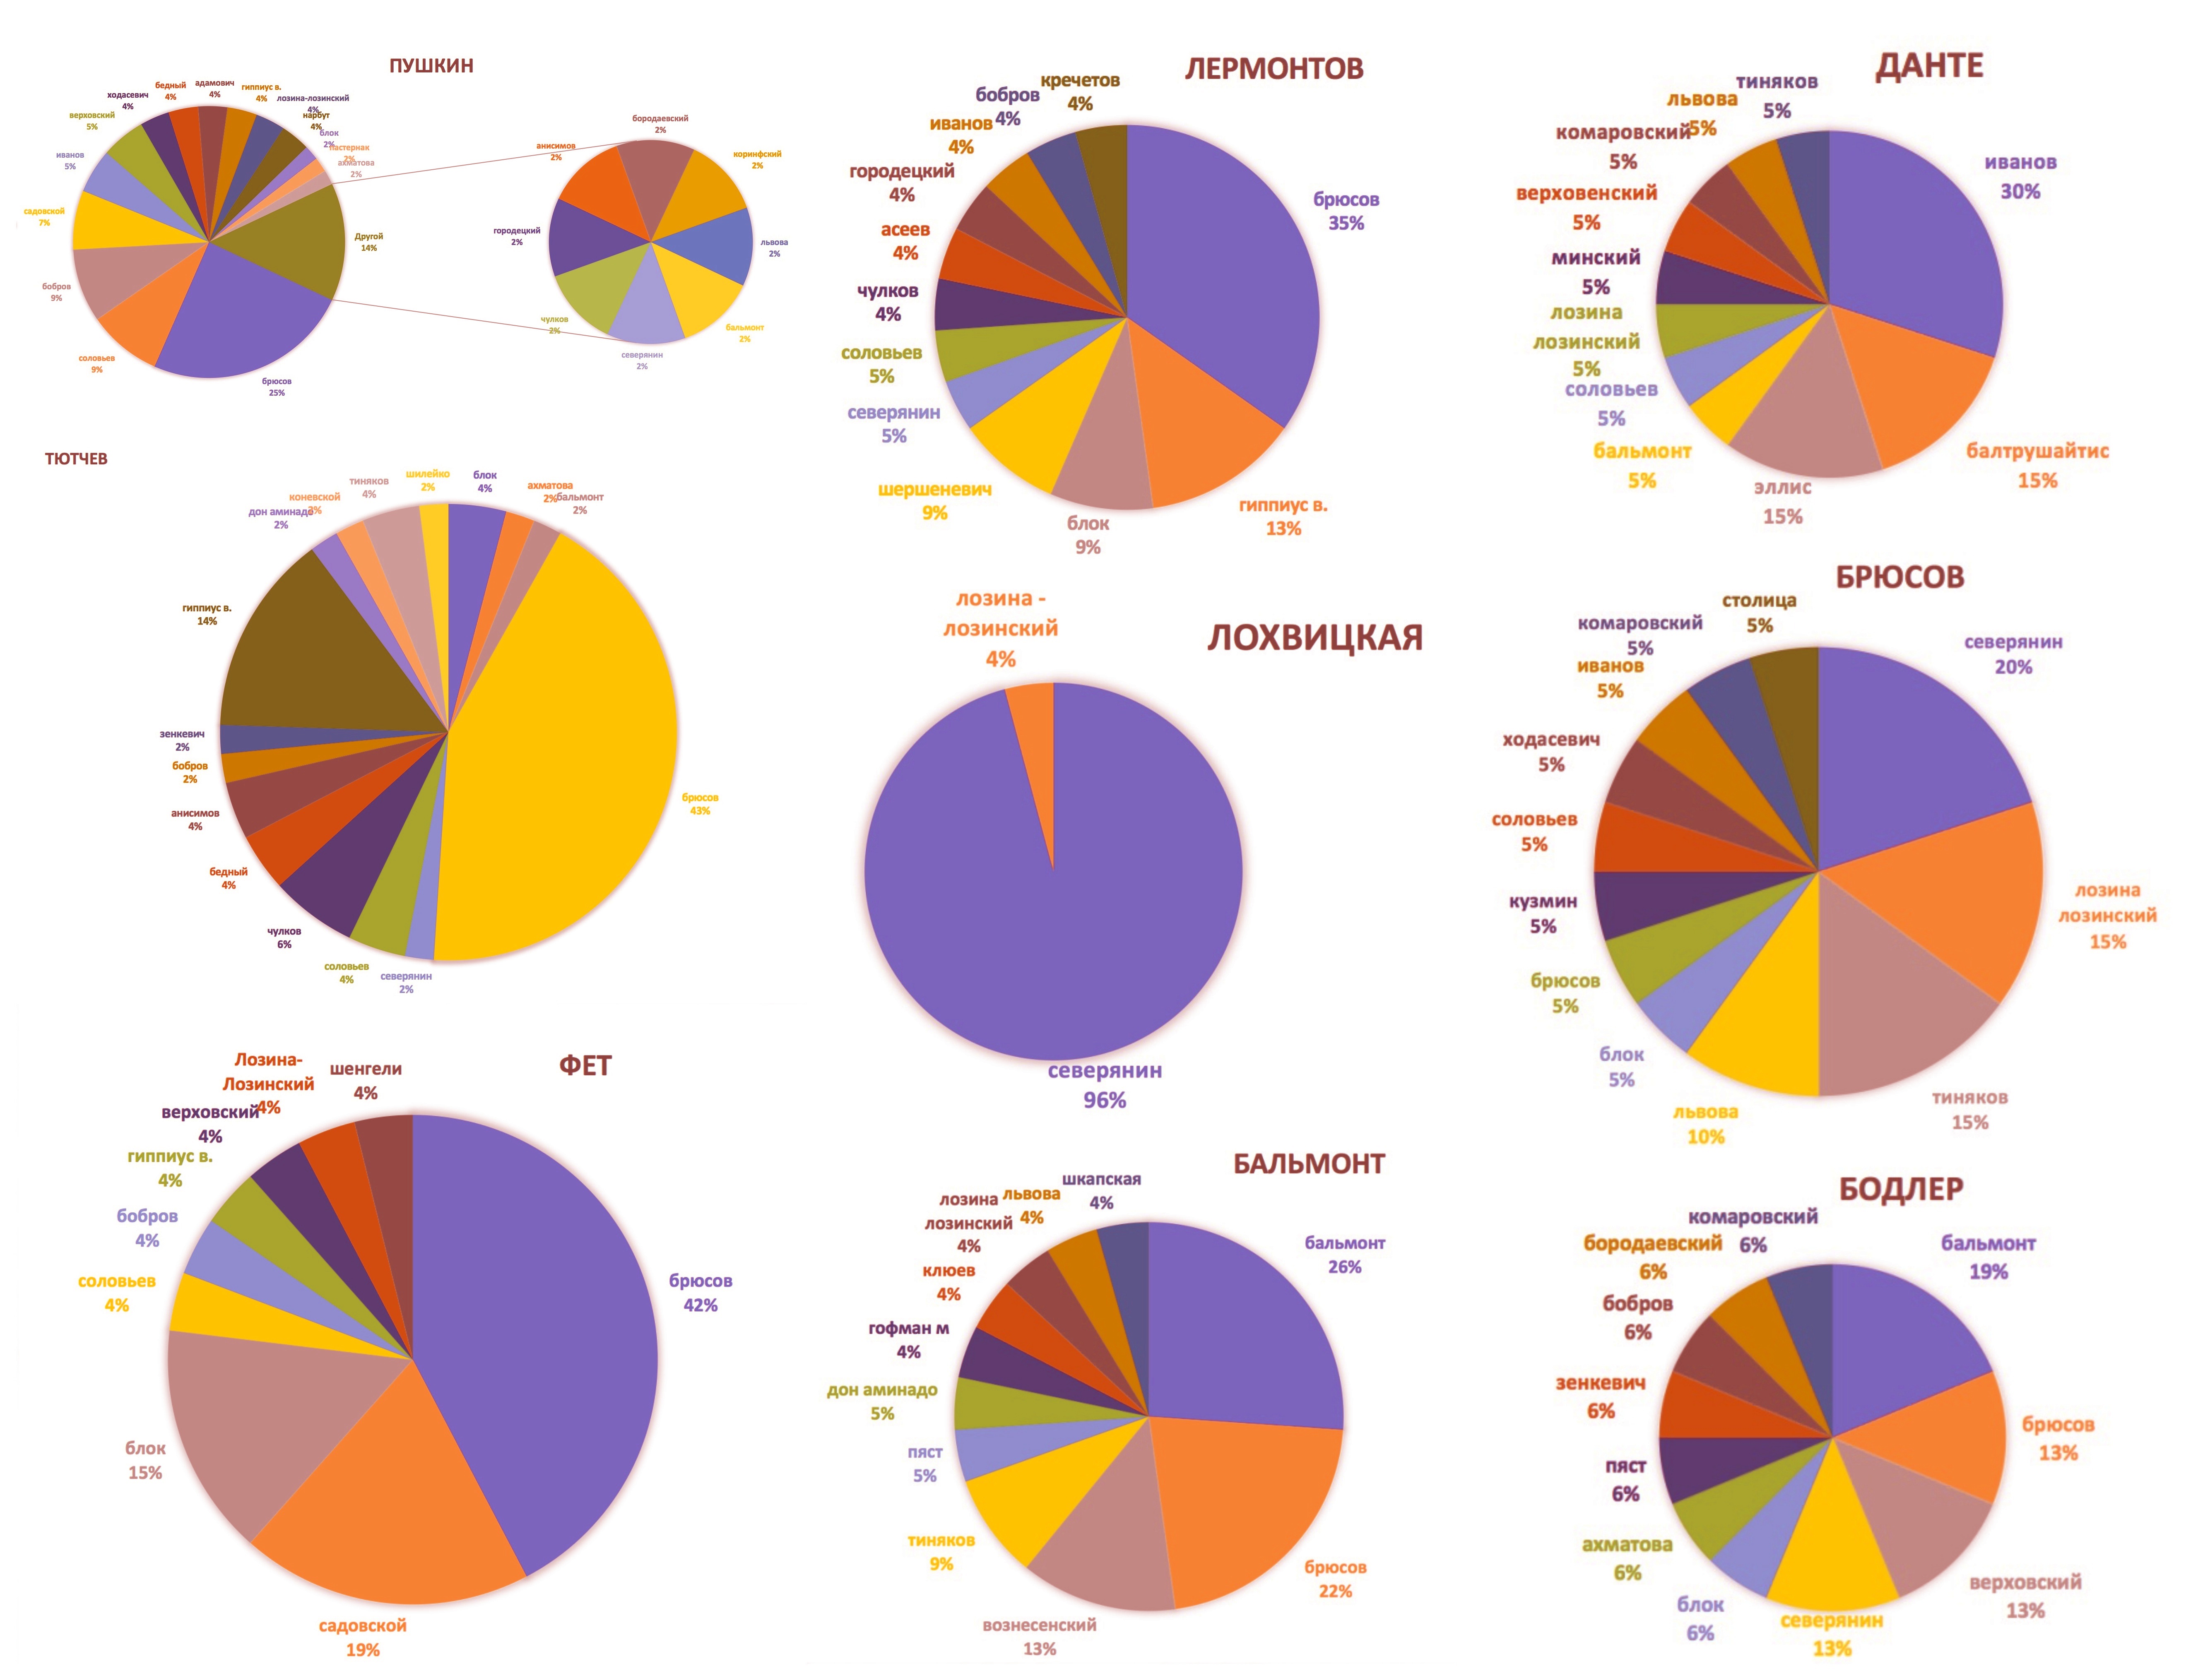 ПУШКИН
адамович
4%
бедный
4%
гиппиус в.
4%
ходасевич
4%
лозина-лозинский
4%
нарбут
4%
верховский
5%
блок
2%
пастернак
2%
ахматова
2%
иванов
5%
садовской
7%
Другой
14%
бобров
9%
соловьев
9%
брюсов
25%
бородаевский
2%
анисимов
2%
коринфский
2%
городецкий
2%
львова
2%
чулков
2%
бальмонт
2%
северянин
2%
ЛЕРМОНТОВ
кречетов
4%
бобров
4%
иванов
4%
городецкий
4%
асеев
4%
чулков
4%
соловьев
5%
северянин
5%
шершеневич
9%
блок
9%
гиппиус в.
13%
брюсов
35%
ДАНТЕ
тиняков
5%
львова
5%
комаровский
5%
верховенский
5%
минский
5%
лозина
лозинский
5%
соловьев
5%
бальмонт
5%
эллис
15%
балтрушайтис
15%
иванов
30%
ТЮТЧЕВ
шилейко
2%
блок
4%
тиняков
4%
ахматова
2%
бальмонт
2%
коневской
2%
дон аминадо
2%
гиппиус в.
14%
зенкевич
2%
бобров
2%
анисимов
4%
бедный
4%
чулков
6%
соловьев
4%
северянин
2%
брюсов
43%
ЛОХВИЦКАЯ
лозина -
лозинский
4%
северянин
96%
БРЮСОВ
столица
5%
комаровский
5%
иванов
5%
ходасевич
5%
соловьев
5%
кузмин
5%
брюсов
5%
блок
5%
львова
10%
тиняков
15%
лозина
лозинский
15%
северянин
20%
ФЕТ
Лозина-
Лозинский
4%
шенгели
4%
верховский
4%
гиппиус в.
4%
бобров
4%
соловьев
4%
блок
15%
садовской
19%
брюсов
42%
БАЛЬМОНТ
шкапская
4%
львова
4%
лозина
лозинский
4%
клюев
4%
гофман м
4%
дон аминадо
5%
пяст
5%
тиняков
9%
вознесенский
13%
брюсов
22%
бальмонт
26%
БОДЛЕР
комаровский
6%
бородаевский
6%
бобров
6%
зенкевич
6%
пяст
6%
ахматова
6%
блок
6%
северянин
13%
верховский
13%
брюсов
13%
бальмонт
19%